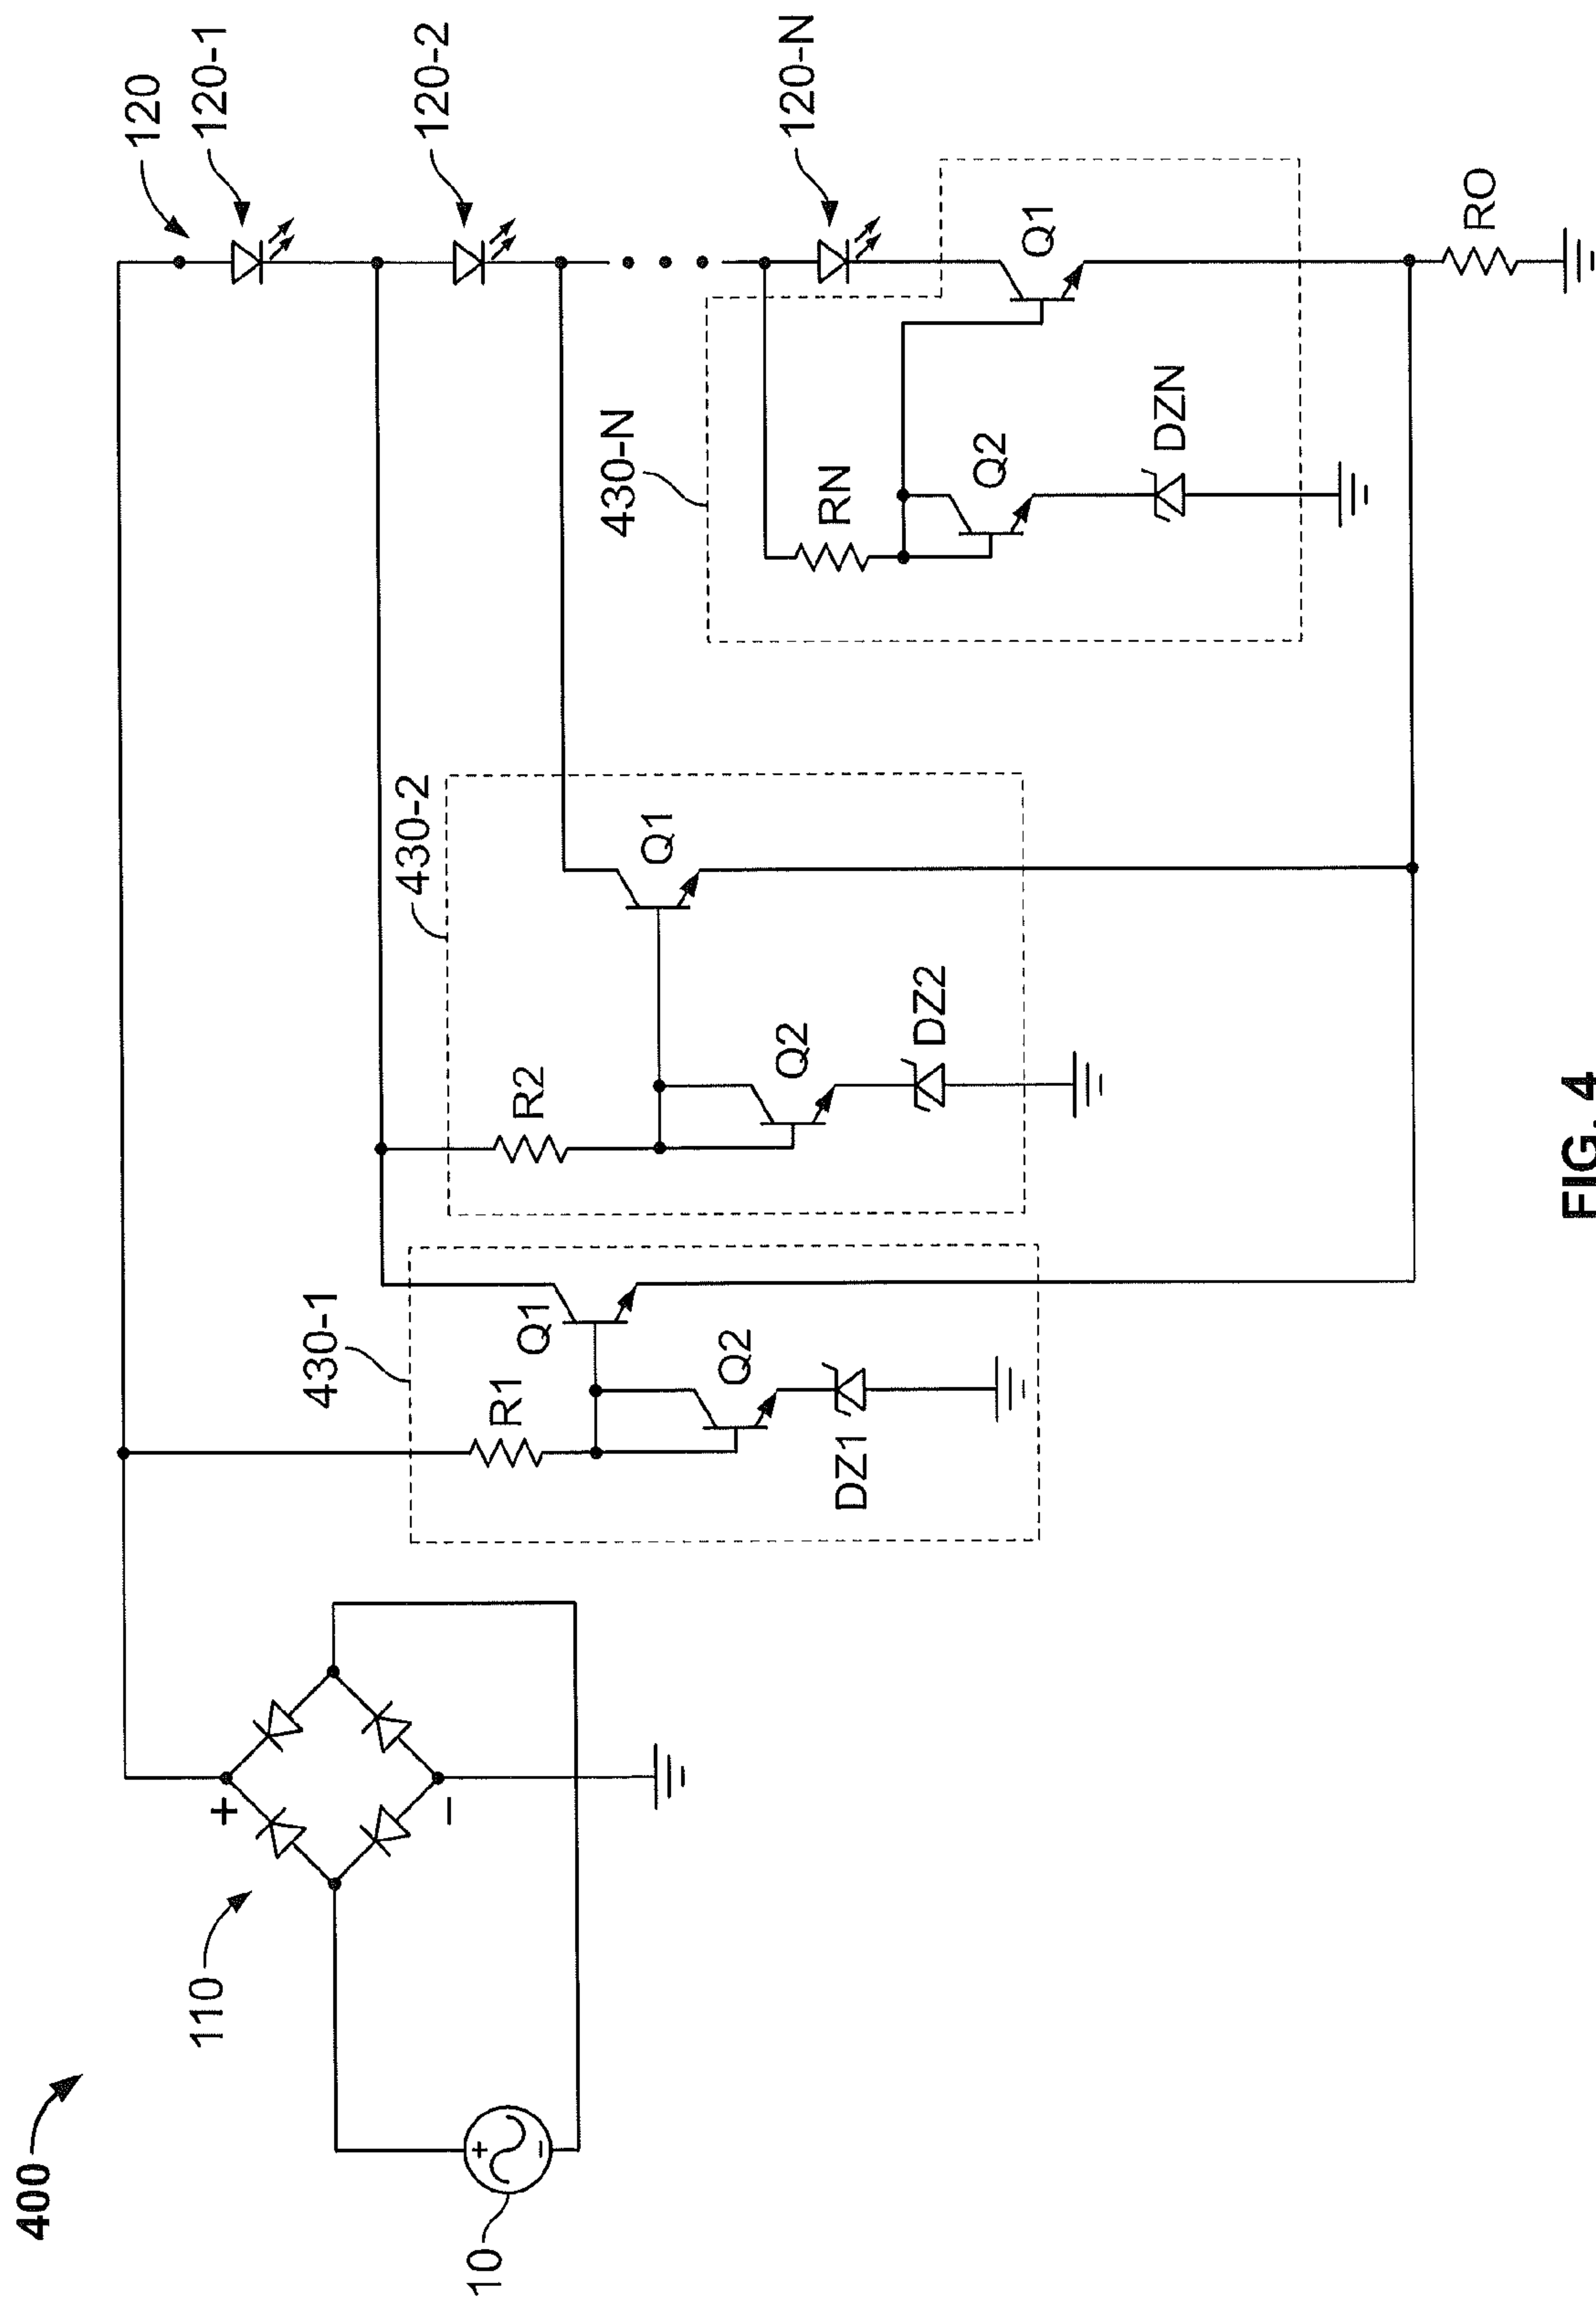 400
10
+
−
110
+
−
430-1
R1
Q1
Q2
DZ1
430-2
R2
Q1
Q2
DZ2
430-N
RN
Q2
Q1
DZN
120
120-1
120-2
120-N
RO
FIG. 4